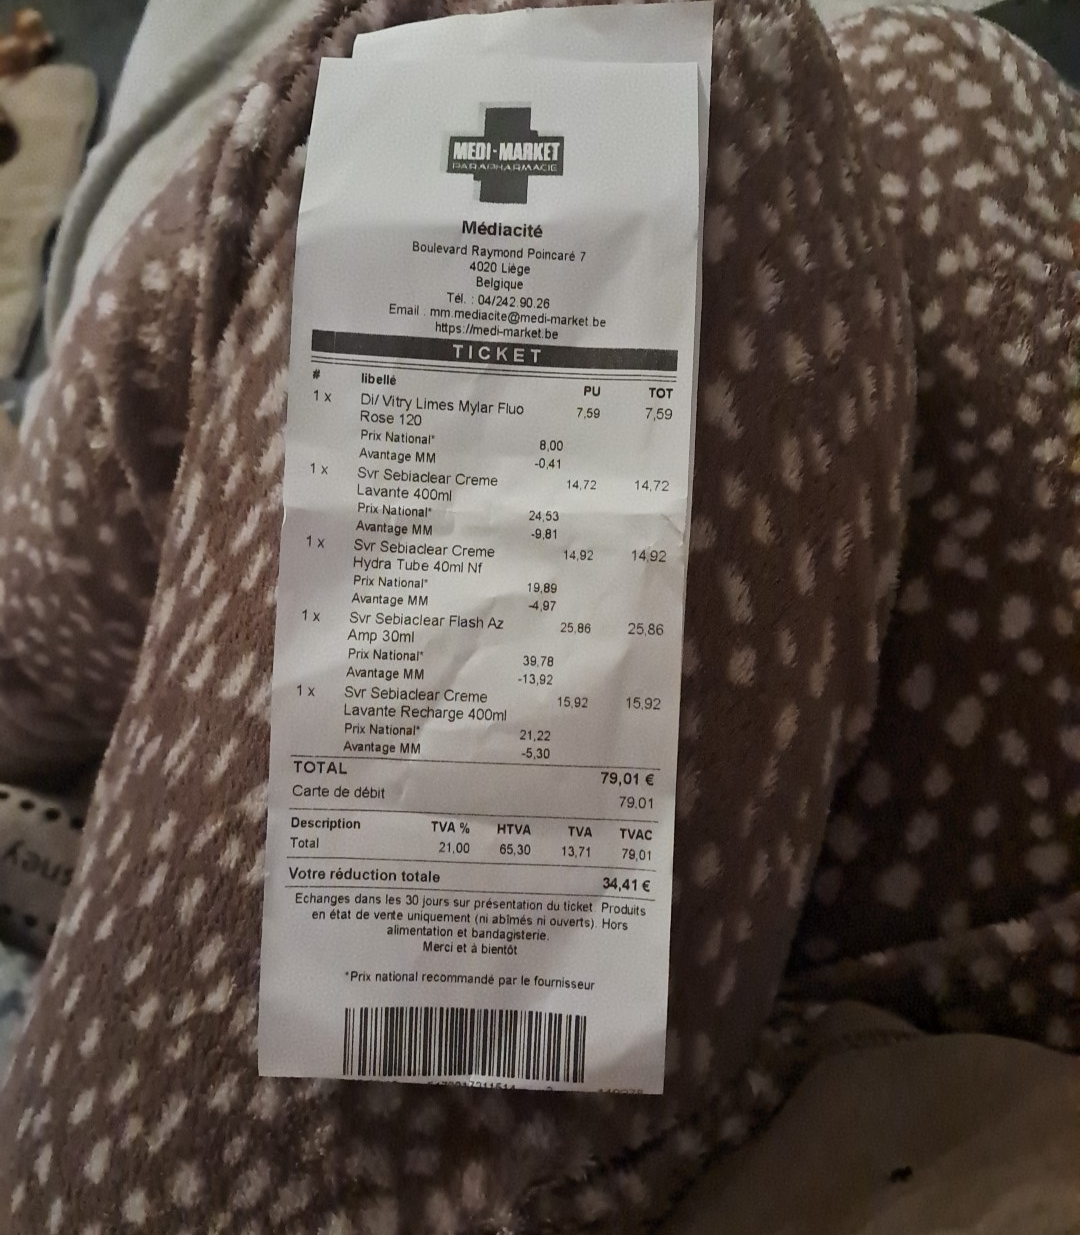 MEDI-MARKET
PARAPHARMACIE
Médiacité
Boulevard Raymond Poincaré 7
4020 Liège
Belgique
Tél. : 04/242.90.26
Email : mm.mediacite@medi-market.be
https://medi-market.be
TICKET
# libellé PU TOT
1 x Di/ Vitry Limes Mylar Fluo 7,59 7,59
Rose 120
Prix National* 8,00
Avantage MM -0,41
1 x Svr Sebiaclear Creme 14,72 14,72
Lavante 400ml
Prix National* 24,53
Avantage MM -9,81
1 x Svr Sebiaclear Creme 14,92 14,92
Hydra Tube 40ml Nf
Prix National* 19,89
Avantage MM -4,97
1 x Svr Sebiaclear Flash Az 25,86 25,86
Amp 30ml
Prix National* 39,78
Avantage MM -13,92
1 x Svr Sebiaclear Creme 15,92 15,92
Lavante Recharge 400ml
Prix National* 21,22
Avantage MM -5,30
TOTAL 79,01 €
Carte de débit 79,01
Description TVA % HTVA TVA TVAC
Total 21,00 65,30 13,71 79,01
Votre réduction totale 34,41 €
Echanges dans les 30 jours sur présentation du ticket. Produits
en état de vente uniquement (ni abîmés ni ouverts). Hors
alimentation et bandagisterie.
Merci et à bientôt
*Prix national recommandé par le fournisseur